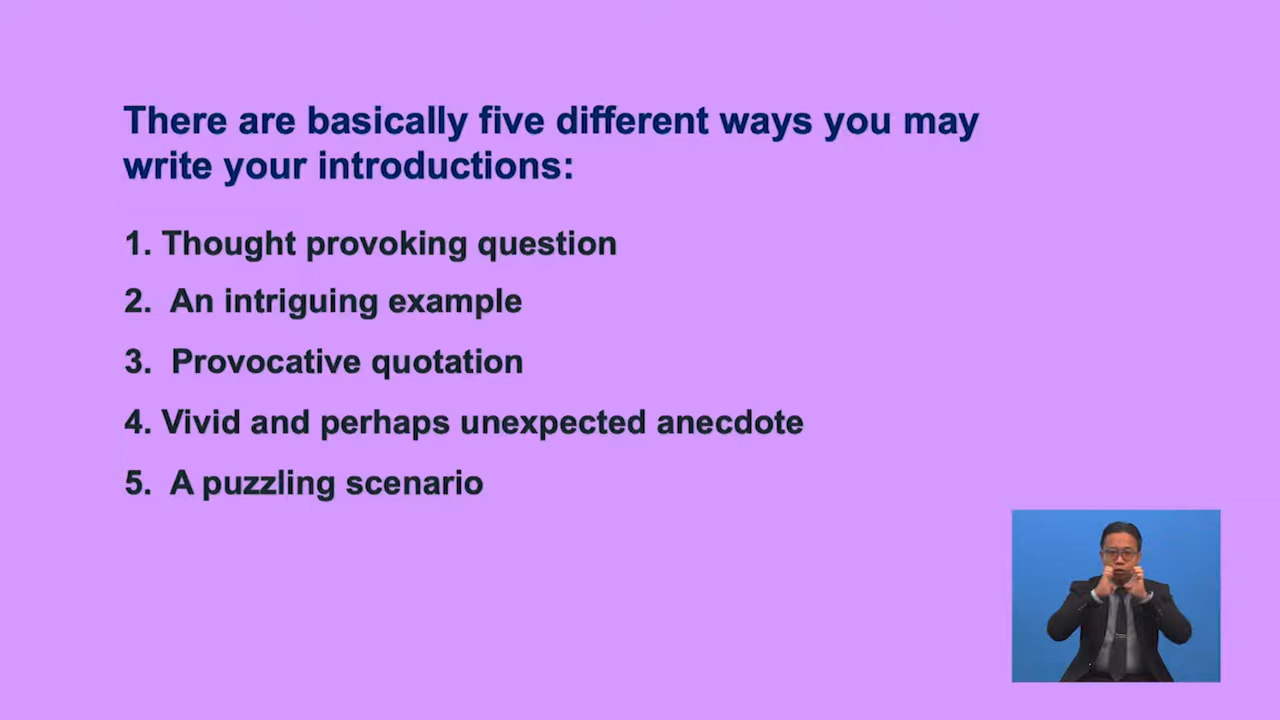 There are basically five different ways you may
write your introductions:
1. Thought provoking question
2. An intriguing example
3. Provocative quotation
4. Vivid and perhaps unexpected anecdote
5. A puzzling scenario